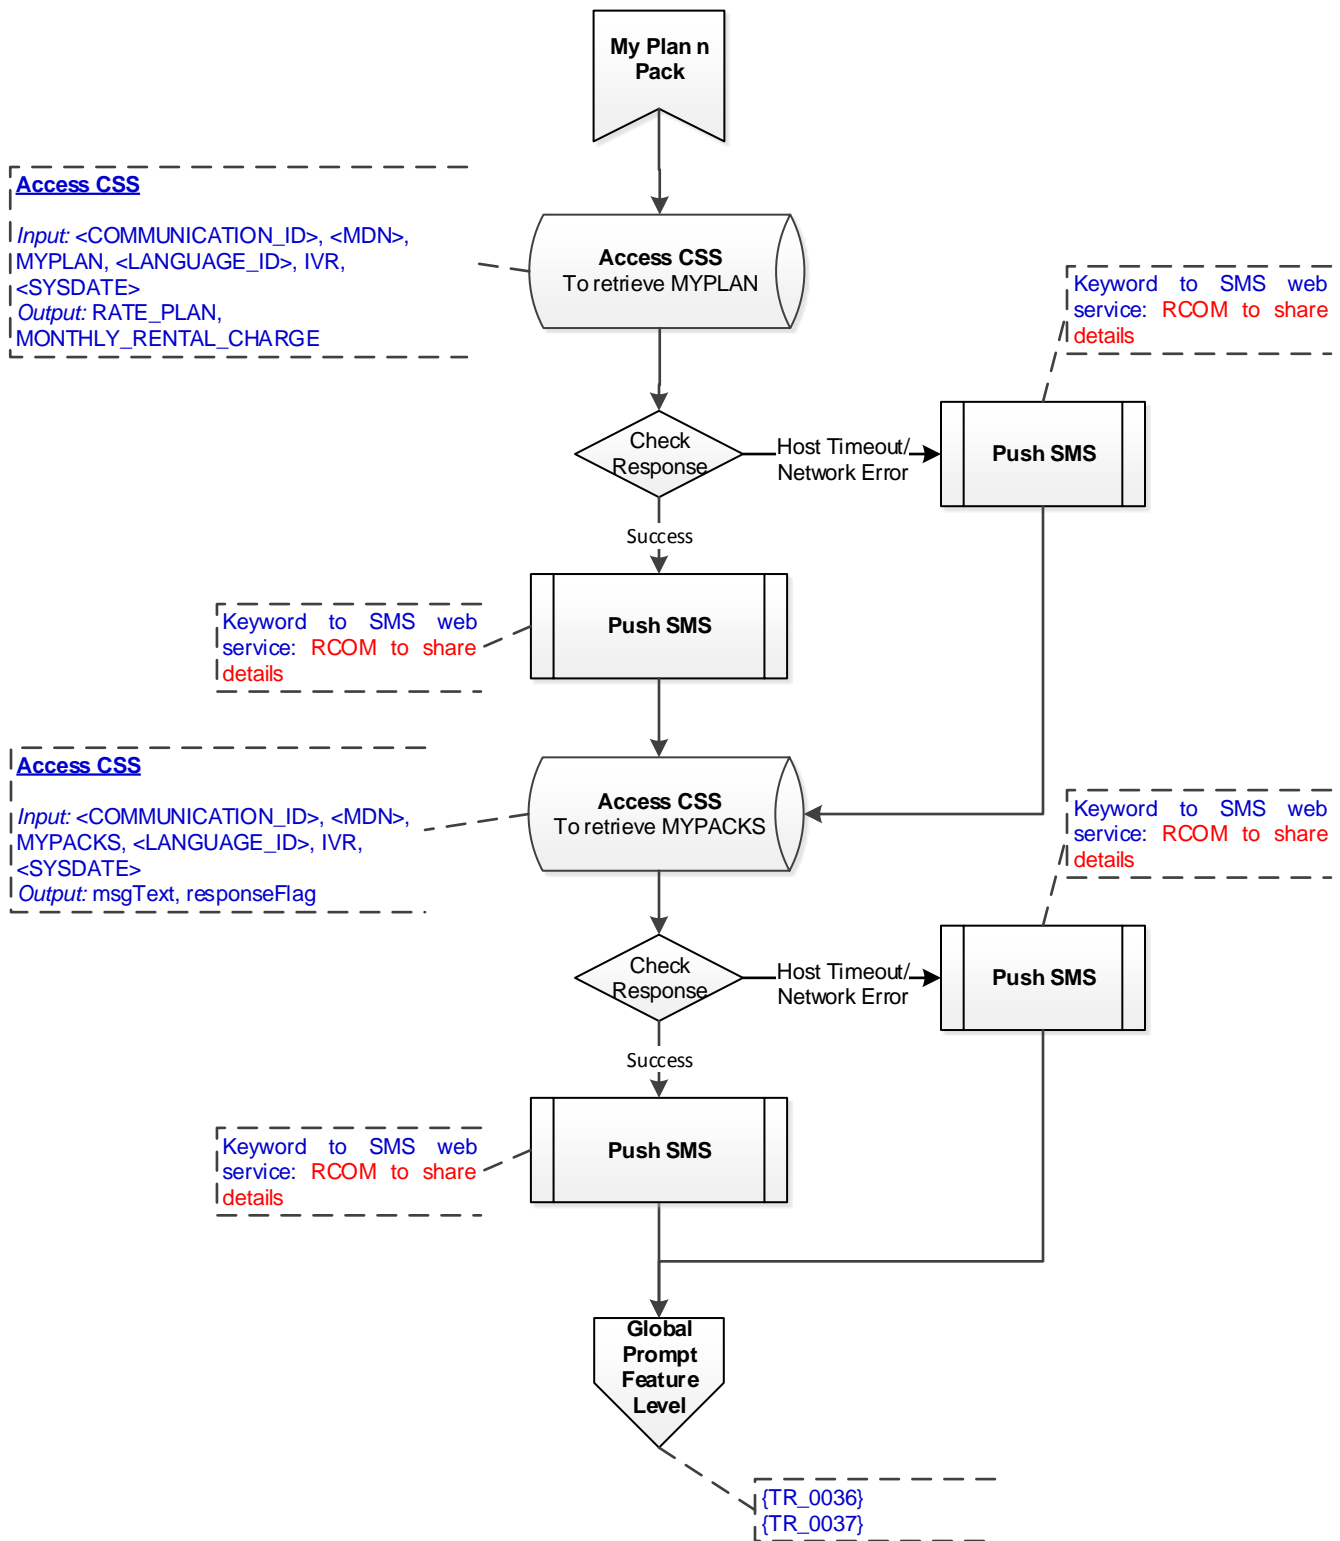 My Plan n
Pack
Access CSS
Input: <COMMUNICATION_ID>, <MDN>,
MYPLAN, <LANGUAGE_ID>, IVR,
<SYSDATE>
Output: RATE_PLAN,
MONTHLY_RENTAL_CHARGE
Access CSS
To retrieve MYPLAN
Keyword to SMS web
service: RCOM to share
details
Check
Response
Host Timeout/
Network Error
Push SMS
Success
Keyword to SMS web
service: RCOM to share
details
Push SMS
Access CSS
Input: <COMMUNICATION_ID>, <MDN>,
MYPACKS, <LANGUAGE_ID>, IVR,
<SYSDATE>
Output: msgText, responseFlag
Access CSS
To retrieve MYPACKS
Keyword to SMS web
service: RCOM to share
details
Check
Response
Host Timeout/
Network Error
Push SMS
Success
Keyword to SMS web
service: RCOM to share
details
Push SMS
Global
Prompt
Feature
Level
{TR_0036}
{TR_0037}